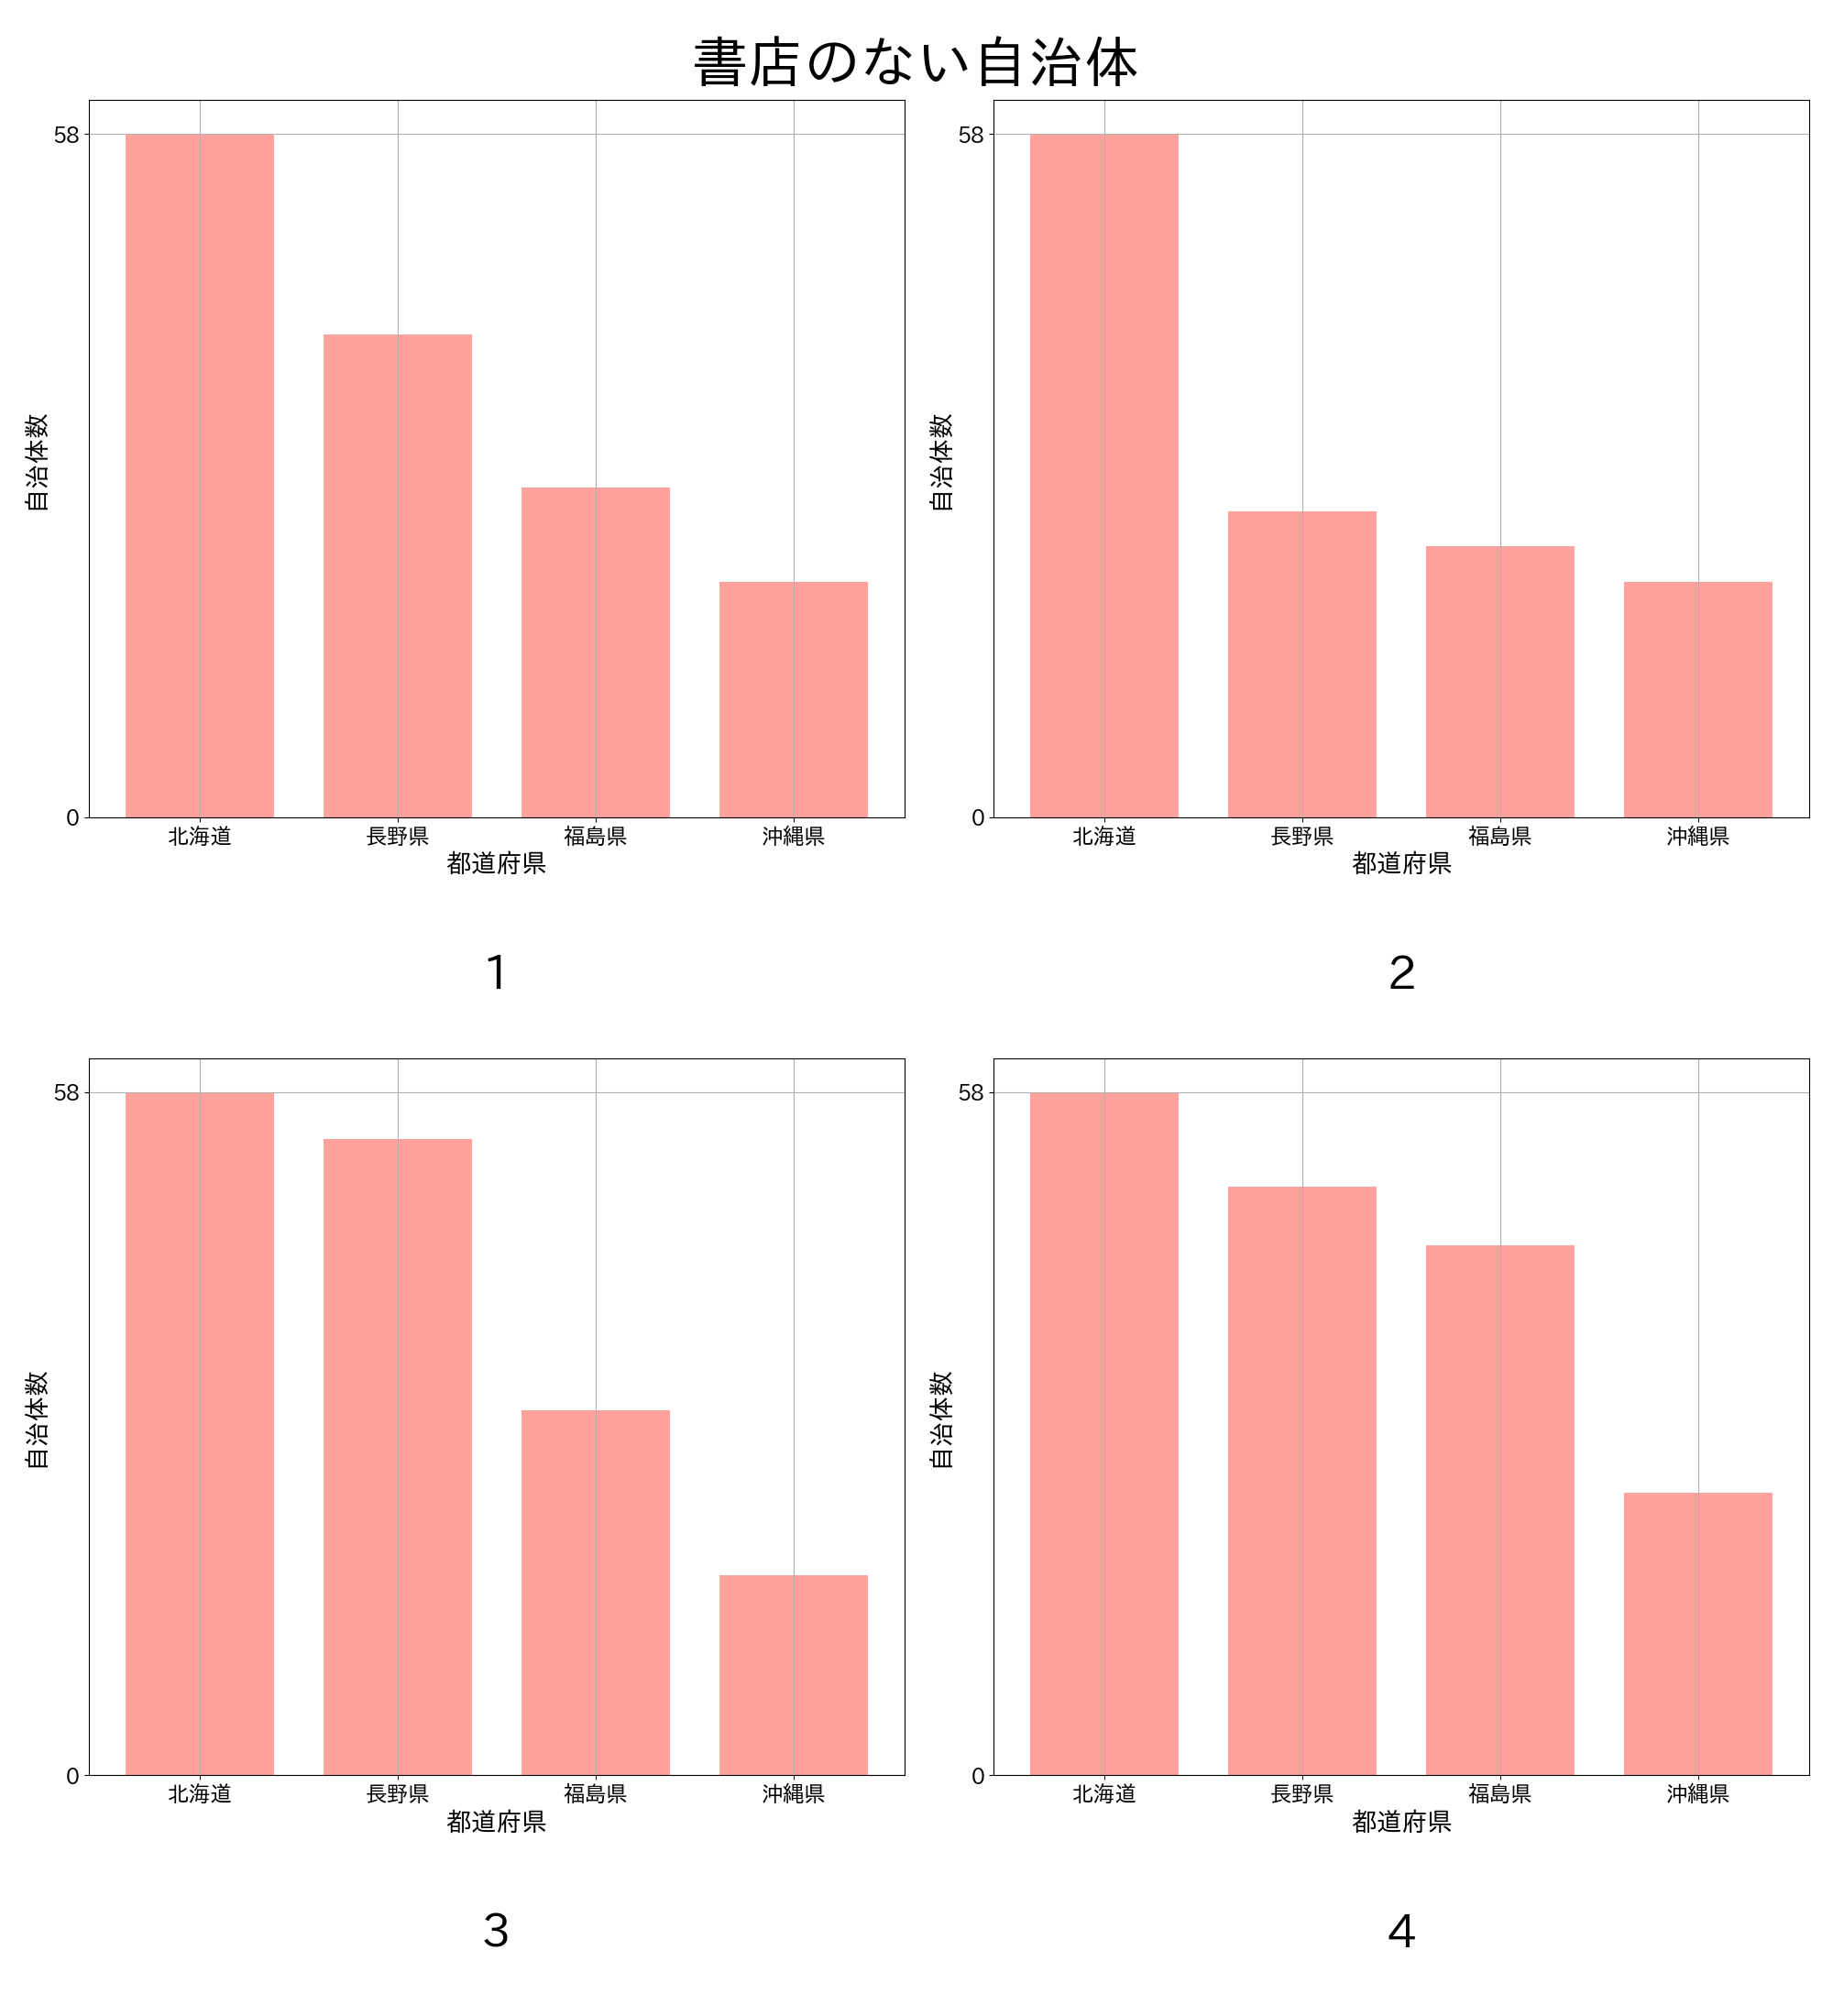 書店のない自治体
58
0
自治体数
北海道 長野県 福島県 沖縄県
都道府県
1
58
0
自治体数
北海道 長野県 福島県 沖縄県
都道府県
2
58
0
自治体数
北海道 長野県 福島県 沖縄県
都道府県
3
58
0
自治体数
北海道 長野県 福島県 沖縄県
都道府県
4